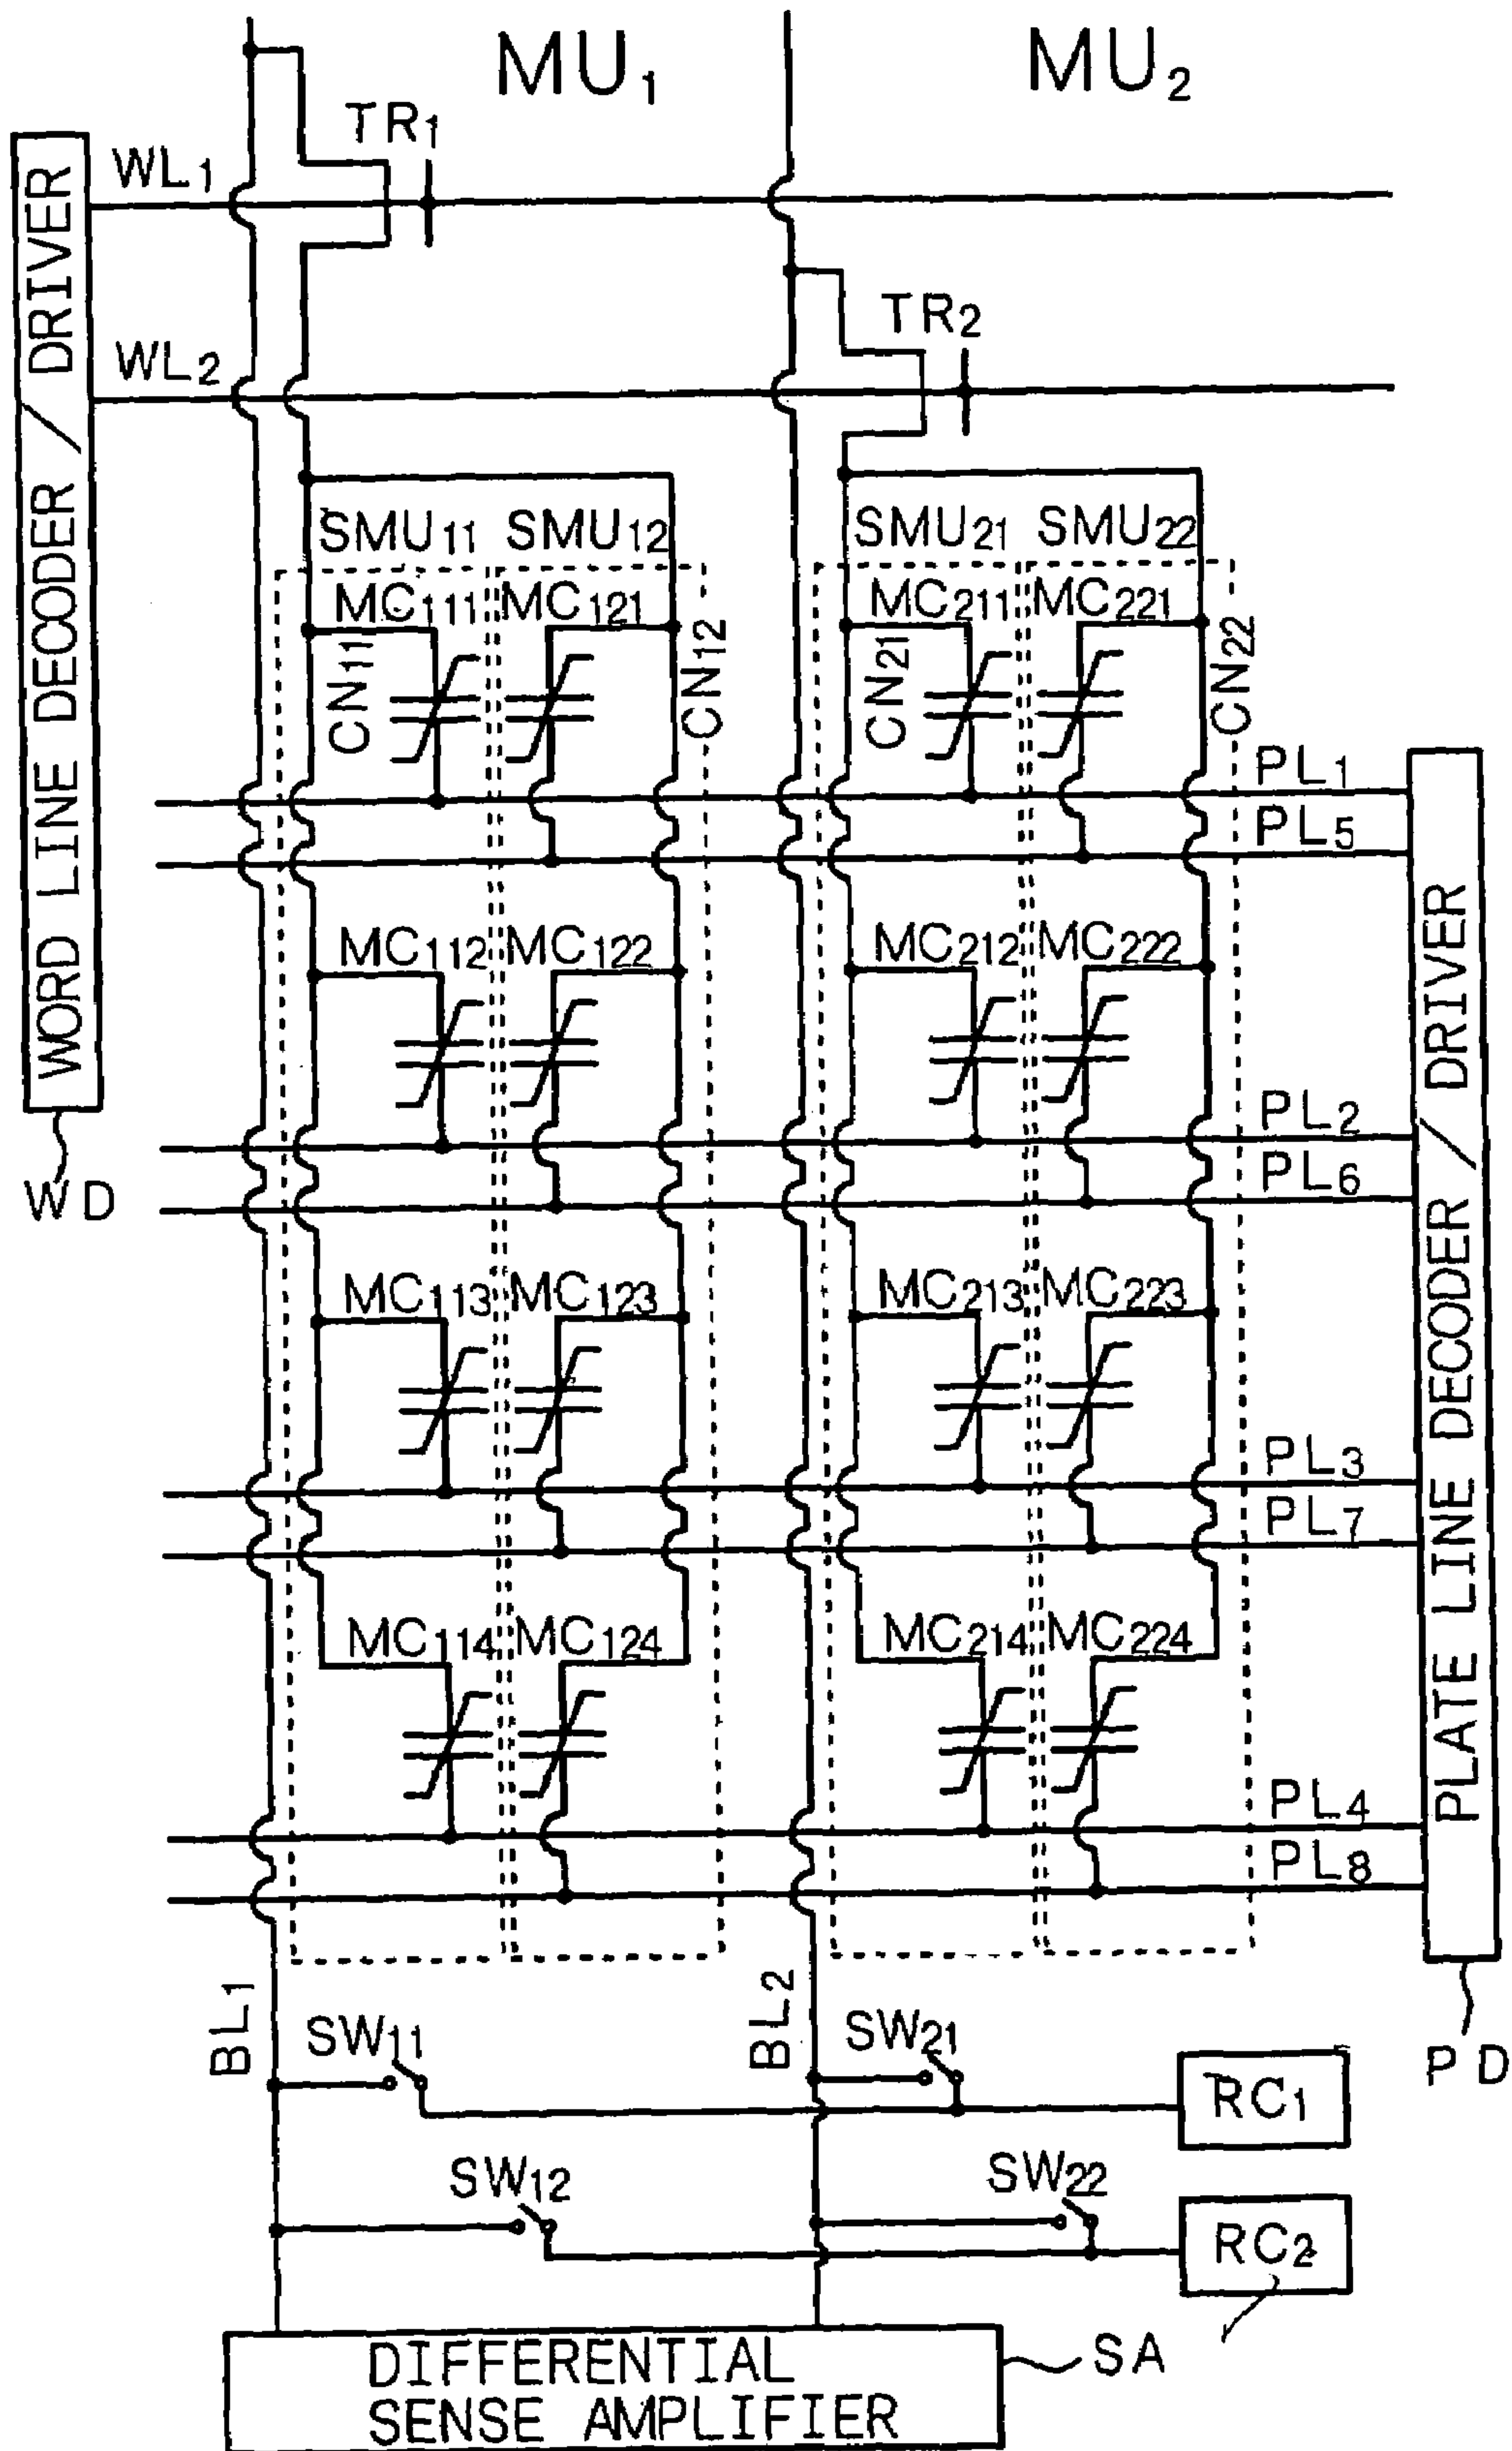 MU1 MU2
TR1
WL1
TR2
WL2
WORD LINE DECODER / DRIVER
WD
SMU11 SMU12 SMU21 SMU22
MC111 MC121 MC211 MC221
CN11 CN12 CN21 CN22
PL1
PL5
MC112 MC122 MC212 MC222
PL2
PL6
MC113 MC123 MC213 MC223
PL3
PL7
MC114 MC124 MC214 MC224
PL4
PL8
PLATE LINE DECODER / DRIVER
PD
BL1 BL2
SW11 SW21
RC1
SW12 SW22
RC2
DIFFERENTIAL
SENSE AMPLIFIER
SA